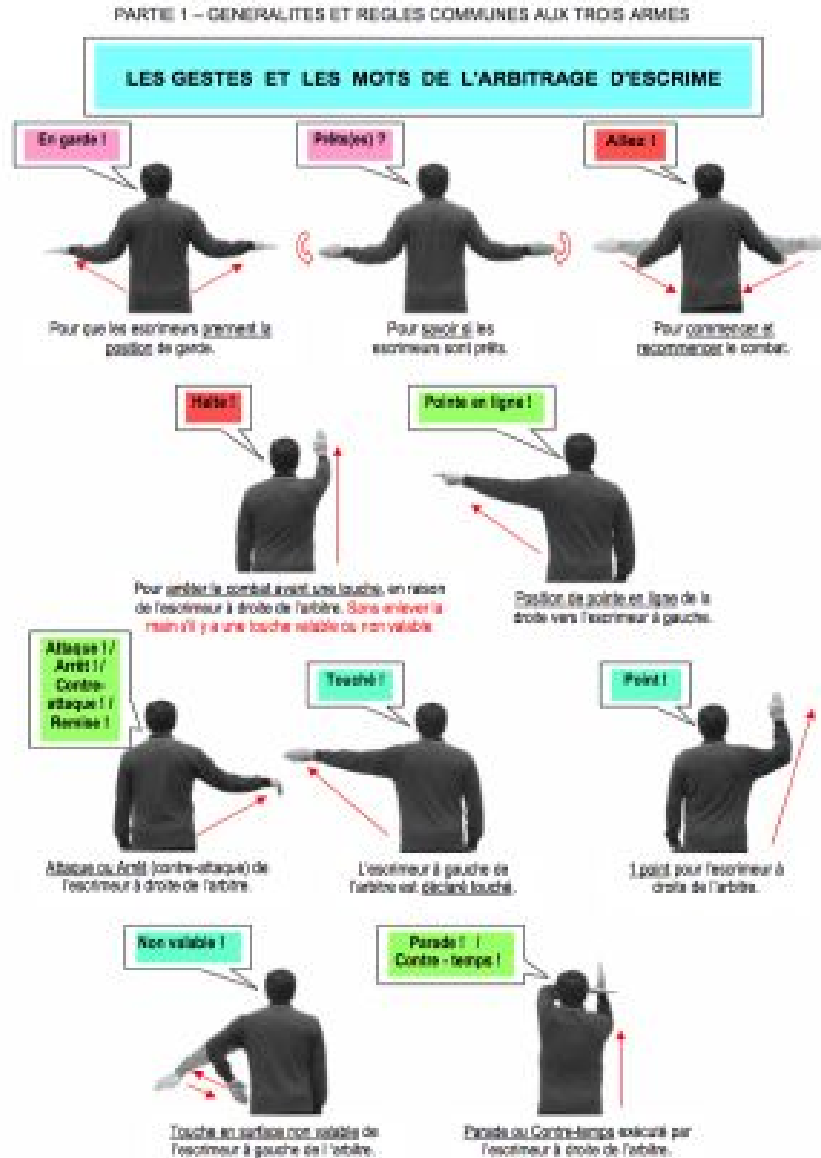 PARTIE 1 – GENERALITES ET REGLES COMMUNES AUX TROIS ARMES
LES GESTES ET LES MOTS DE L'ARBITRAGE D'ESCRIME
En garde !
Prêts(es) ?
Allez !
Pour que les escrimeurs prennent la
position de garde.
Pour savoir si les
escrimeurs sont prêts.
Pour commencer et
recommencer le combat.
Halte !
Pointe en ligne !
Pour arrêter le combat avant une touche, en raison
de l'escrimeur à droite de l'arbitre. Sans enlever la
main s'il y a une touche valable ou non valable.
Position de pointe en ligne de la
droite vers l'escrimeur à gauche.
Attaque ! /
Arrêt ! /
Contre-
attaque ! /
Remise !
Touché !
Point !
Attaque ou Arrêt (contre-attaque) de
l'escrimeur à droite de l'arbitre.
L'escrimeur à gauche de
l'arbitre est déclaré touché.
1 point pour l'escrimeur à
droite de l'arbitre.
Non valable !
Parade ! /
Contre - temps !
Touche en surface non valable de
l'escrimeur à gauche de l'arbitre.
Parade ou Contre-temps exécuté par
l'escrimeur à droite de l'arbitre.